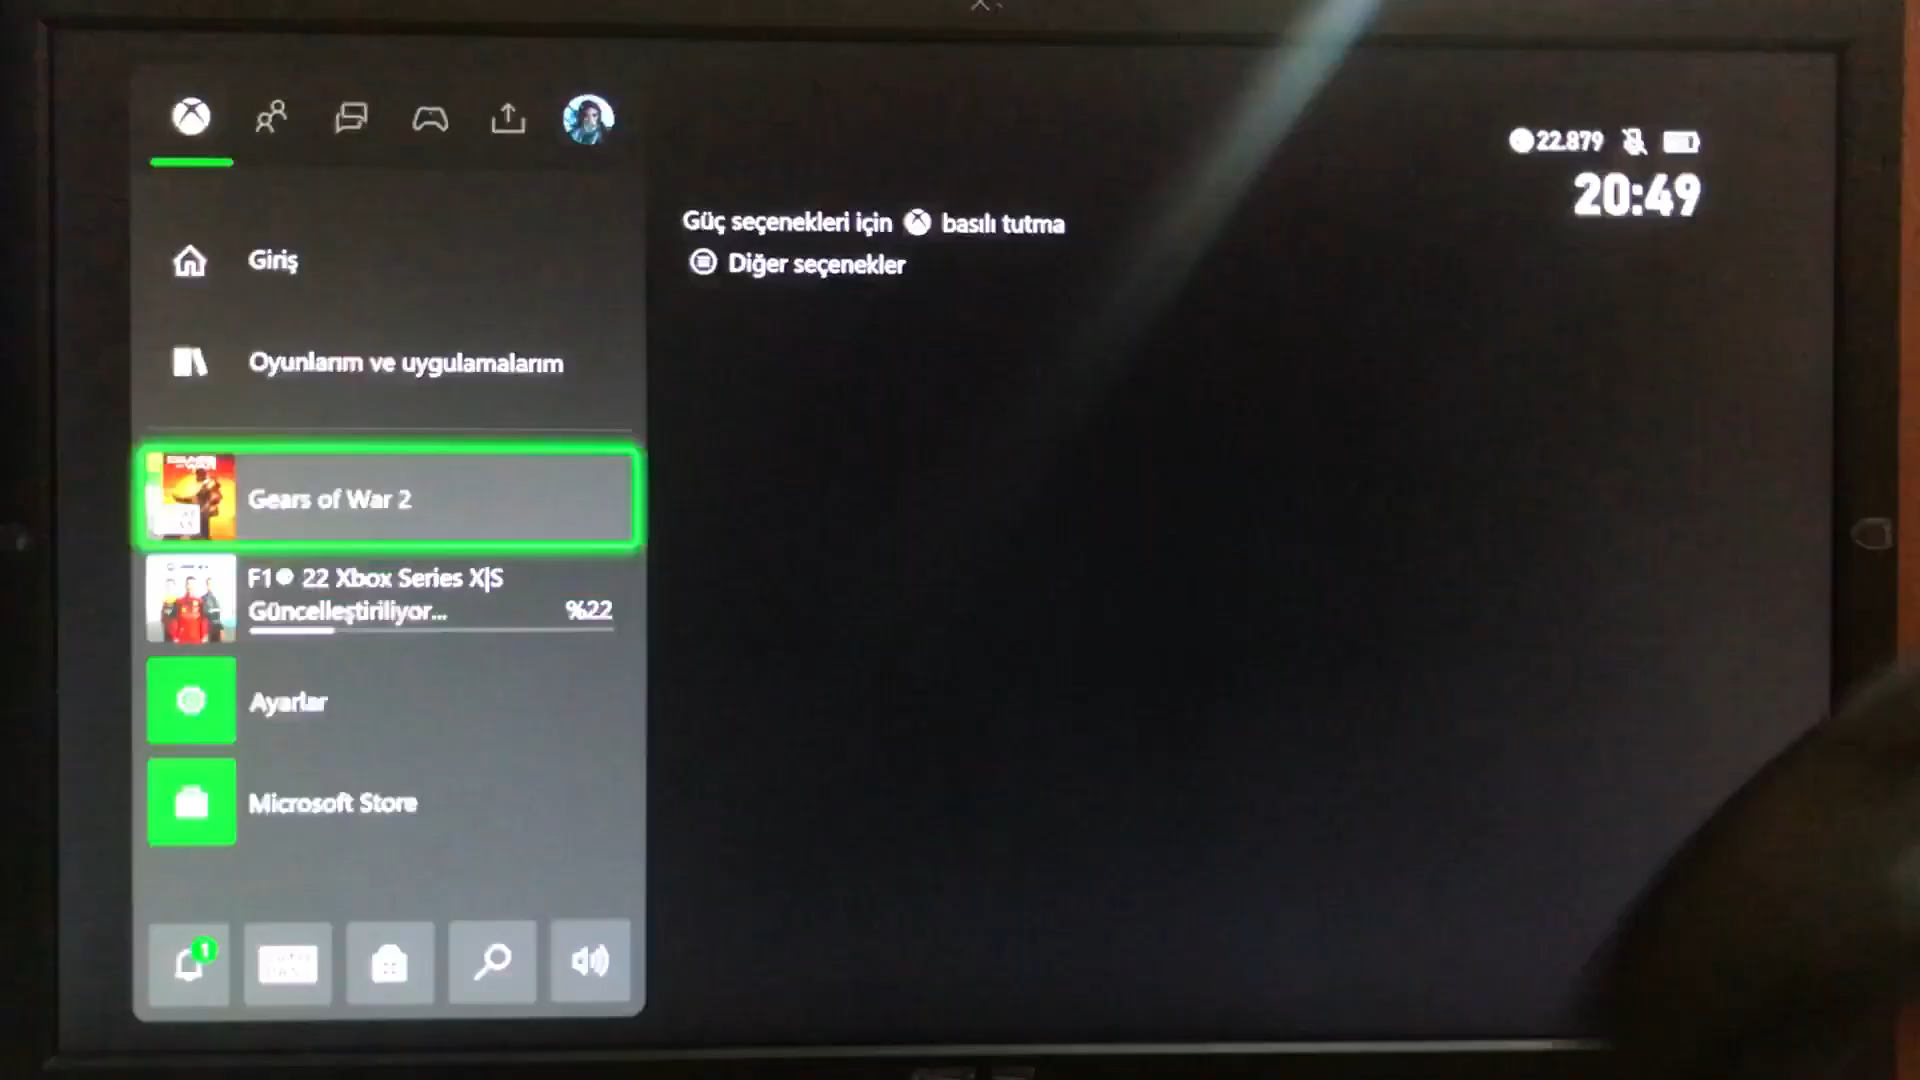 22.879
20:49
Güç seçenekleri için basılı tutma
Diğer seçenekler
Giriş
Oyunlarım ve uygulamalarım
Gears of War 2
F1 22 Xbox Series X|S
Güncelleştiriliyor... %22
Ayarlar
Microsoft Store
1